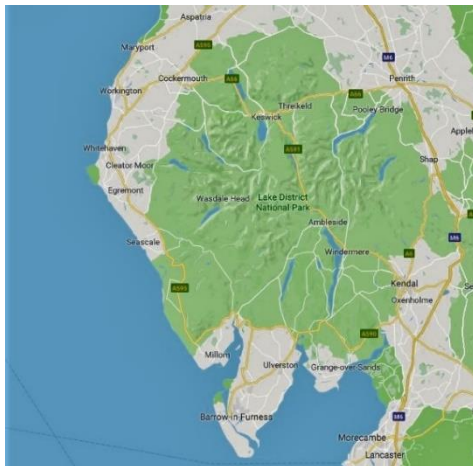 Aspatria
A595
Maryport
M6
Cockermouth
A66
Penrith
Workington
Threlkeld
A66
Keswick
Pooley Bridge
Whitehaven
A591
Cleator Moor
Shap
Egremont
Wasdale Head
Lake District
National Park
Ambleside
Seascale
Windermere
M6
A6
Kendal
A595
Oxenholme
A590
Millom
Ulverston
Grange-over-Sands
Barrow-in-Furness
M6
Morecambe
Lancaster